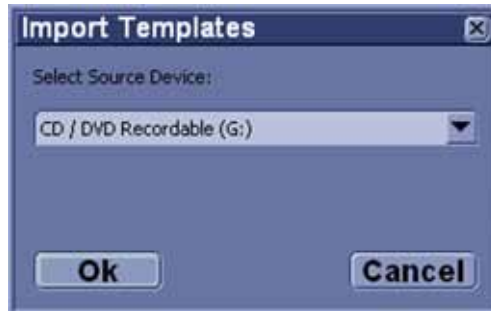 Import Templates
Select Source Device:
CD / DVD Recordable (G:)
Ok
Cancel